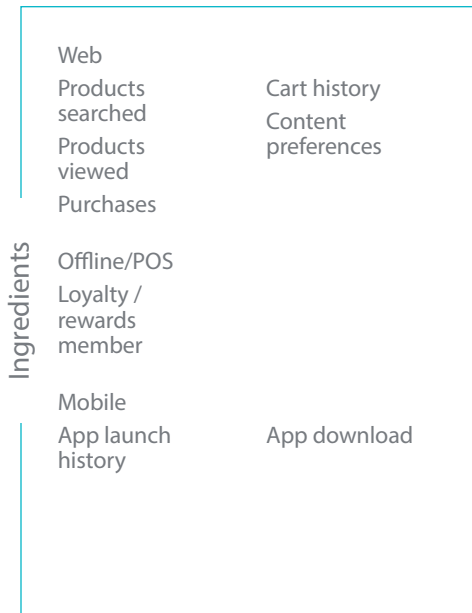 Ingredients
Web
Products
searched
Products
viewed
Purchases
Cart history
Content
preferences
Offline/POS
Loyalty /
rewards
member
Mobile
App launch
history
App download